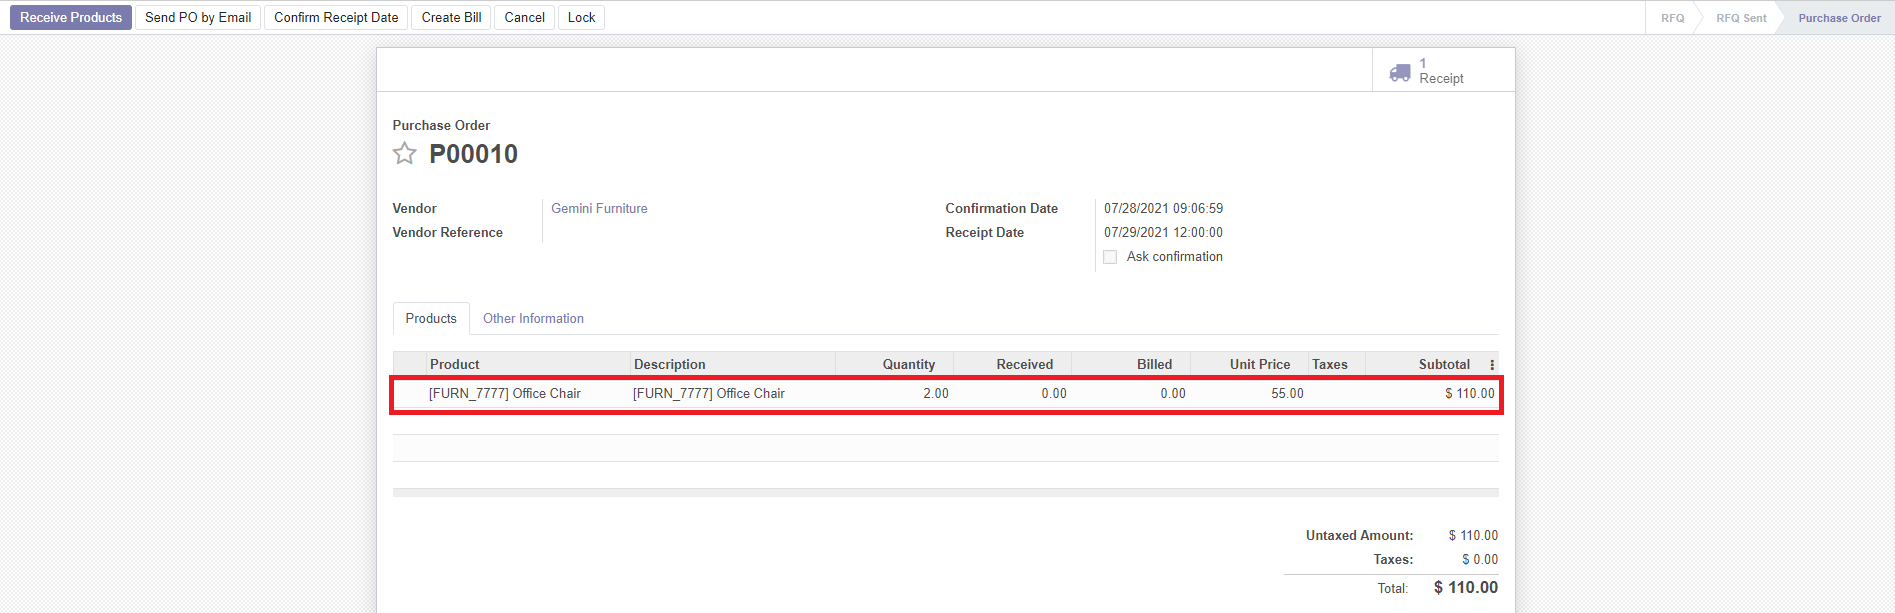 Receive Products Send PO by Email Confirm Receipt Date Create Bill Cancel Lock RFQ RFQ Sent Purchase Order
1
Receipt
Purchase Order
P00010
Vendor Gemini Furniture Confirmation Date 07/28/2021 09:06:59
Vendor Reference Receipt Date 07/29/2021 12:00:00
Ask confirmation
Products Other Information
Product Description Quantity Received Billed Unit Price Taxes Subtotal
[FURN_7777] Office Chair [FURN_7777] Office Chair 2.00 0.00 0.00 55.00 $ 110.00
Untaxed Amount: $ 110.00
Taxes: $ 0.00
Total: $ 110.00